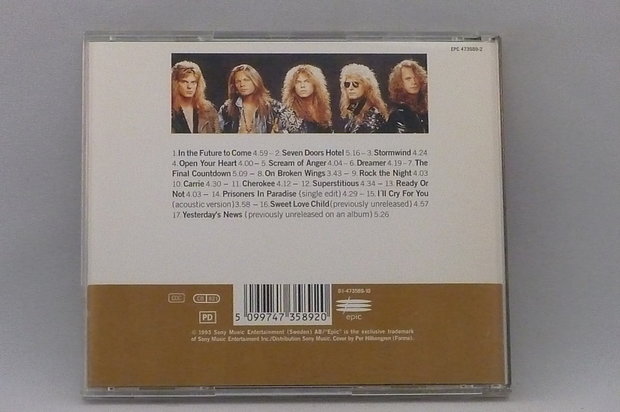 EPC 473589-2
1.In the Future to Come 4.59 – 2. Seven Doors Hotel 5.16 – 3. Stormwind 4.24
4. Open Your Heart 4.00 – 5. Scream of Anger 4.04 – 6. Dreamer 4.19 – 7. The
Final Countdown 5.09 – 8. On Broken Wings 3.43 – 9. Rock the Night 4.03
10. Carrie 4.30 – 11. Cherokee 4.12 – 12. Superstitious 4.34 – 13. Ready Or
Not 4.03 – 14. Prisoners In Paradise (single edit) 4.29 – 15. I'll Cry For You
(acoustic version) 3.58 – 16. Sweet Love Child (previously unreleased) 4.57
17. Yesterday's News (previously unreleased on an album) 5.26
01-473589-10
PD
epic
5 099747 358920
© 1993 Sony Music Entertainment (Sweden) AB/"Epic" is the exclusive trademark
of Sony Music Entertainment Inc./Distribution Sony Music. Cover by Per